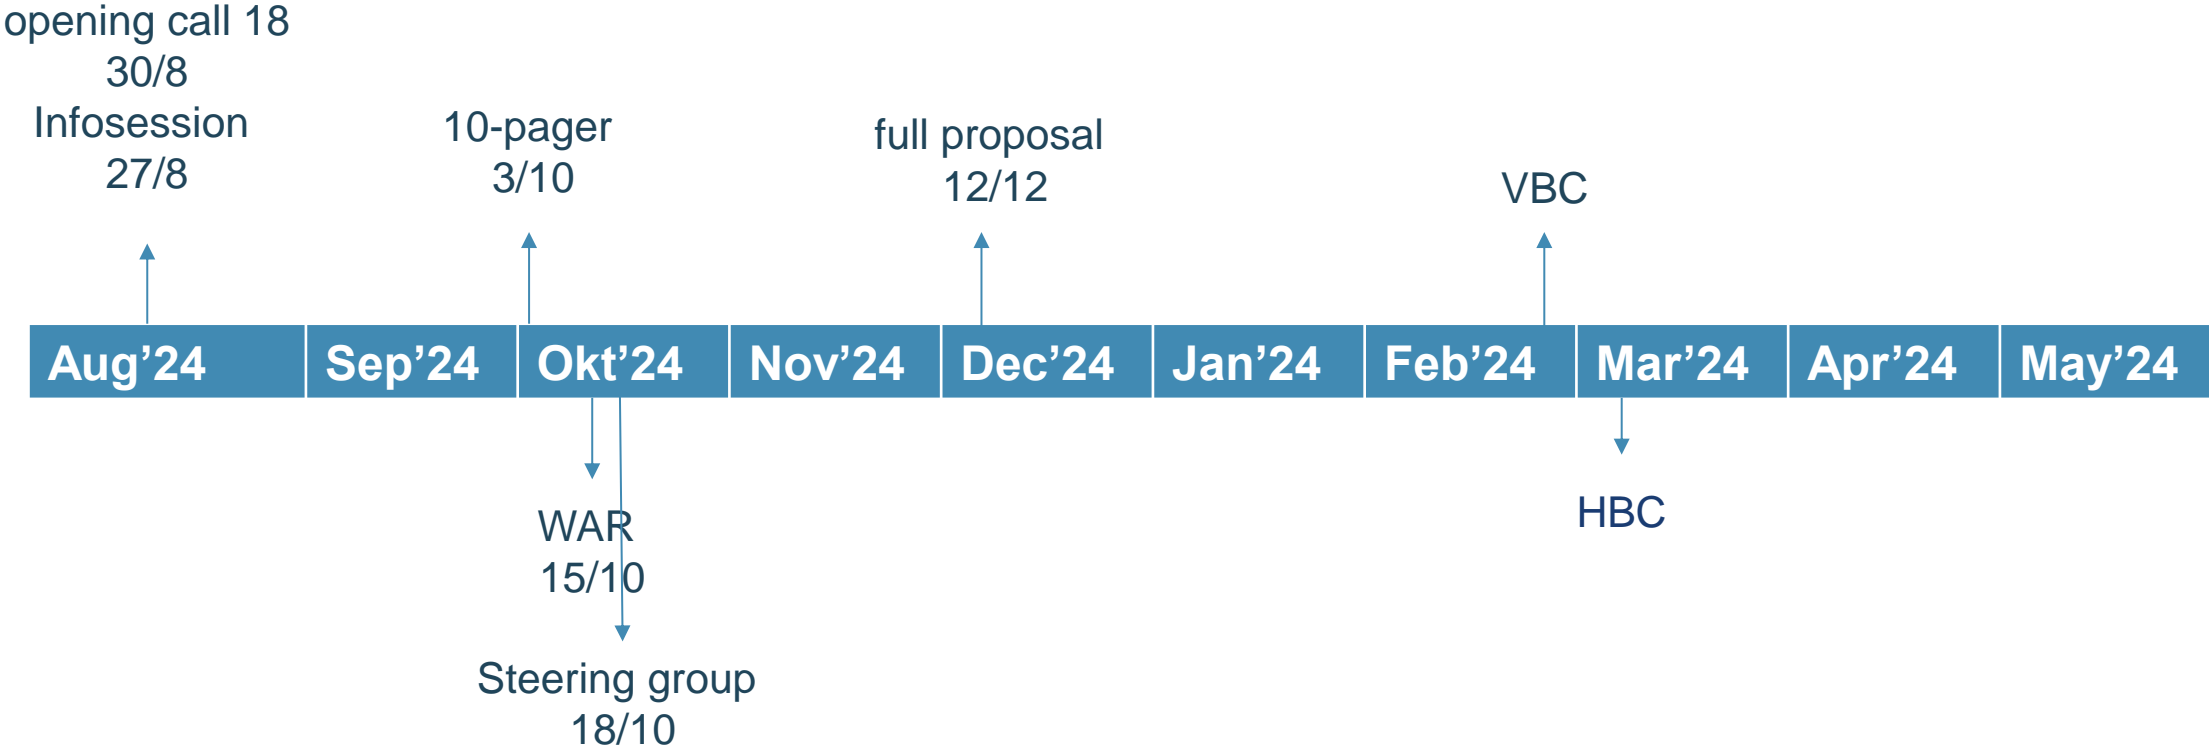 opening call 18
30/8
Infosession
27/8
10-pager
3/10
full proposal
12/12
VBC
Aug’24 Sep’24 Okt’24 Nov’24 Dec’24 Jan’24 Feb’24 Mar’24 Apr’24 May’24
WAR
15/10
HBC
Steering group
18/10